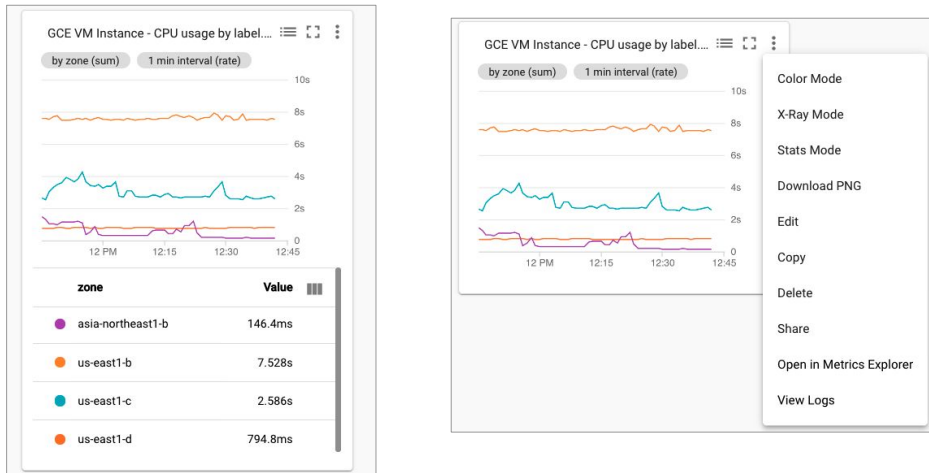 GCE VM Instance - CPU usage by label....
by zone (sum) 1 min interval (rate)
10s
8s
6s
4s
2s
0
12 PM 12:15 12:30 12:45
zone Value
asia-northeast1-b 146.4ms
us-east1-b 7.528s
us-east1-c 2.586s
us-east1-d 794.8ms
GCE VM Instance - CPU usage by label....
by zone (sum) 1 min interval (rate)
10s
8s
6s
4s
2s
0
12 PM 12:15 12:30 12:45
Color Mode
X-Ray Mode
Stats Mode
Download PNG
Edit
Copy
Delete
Share
Open in Metrics Explorer
View Logs